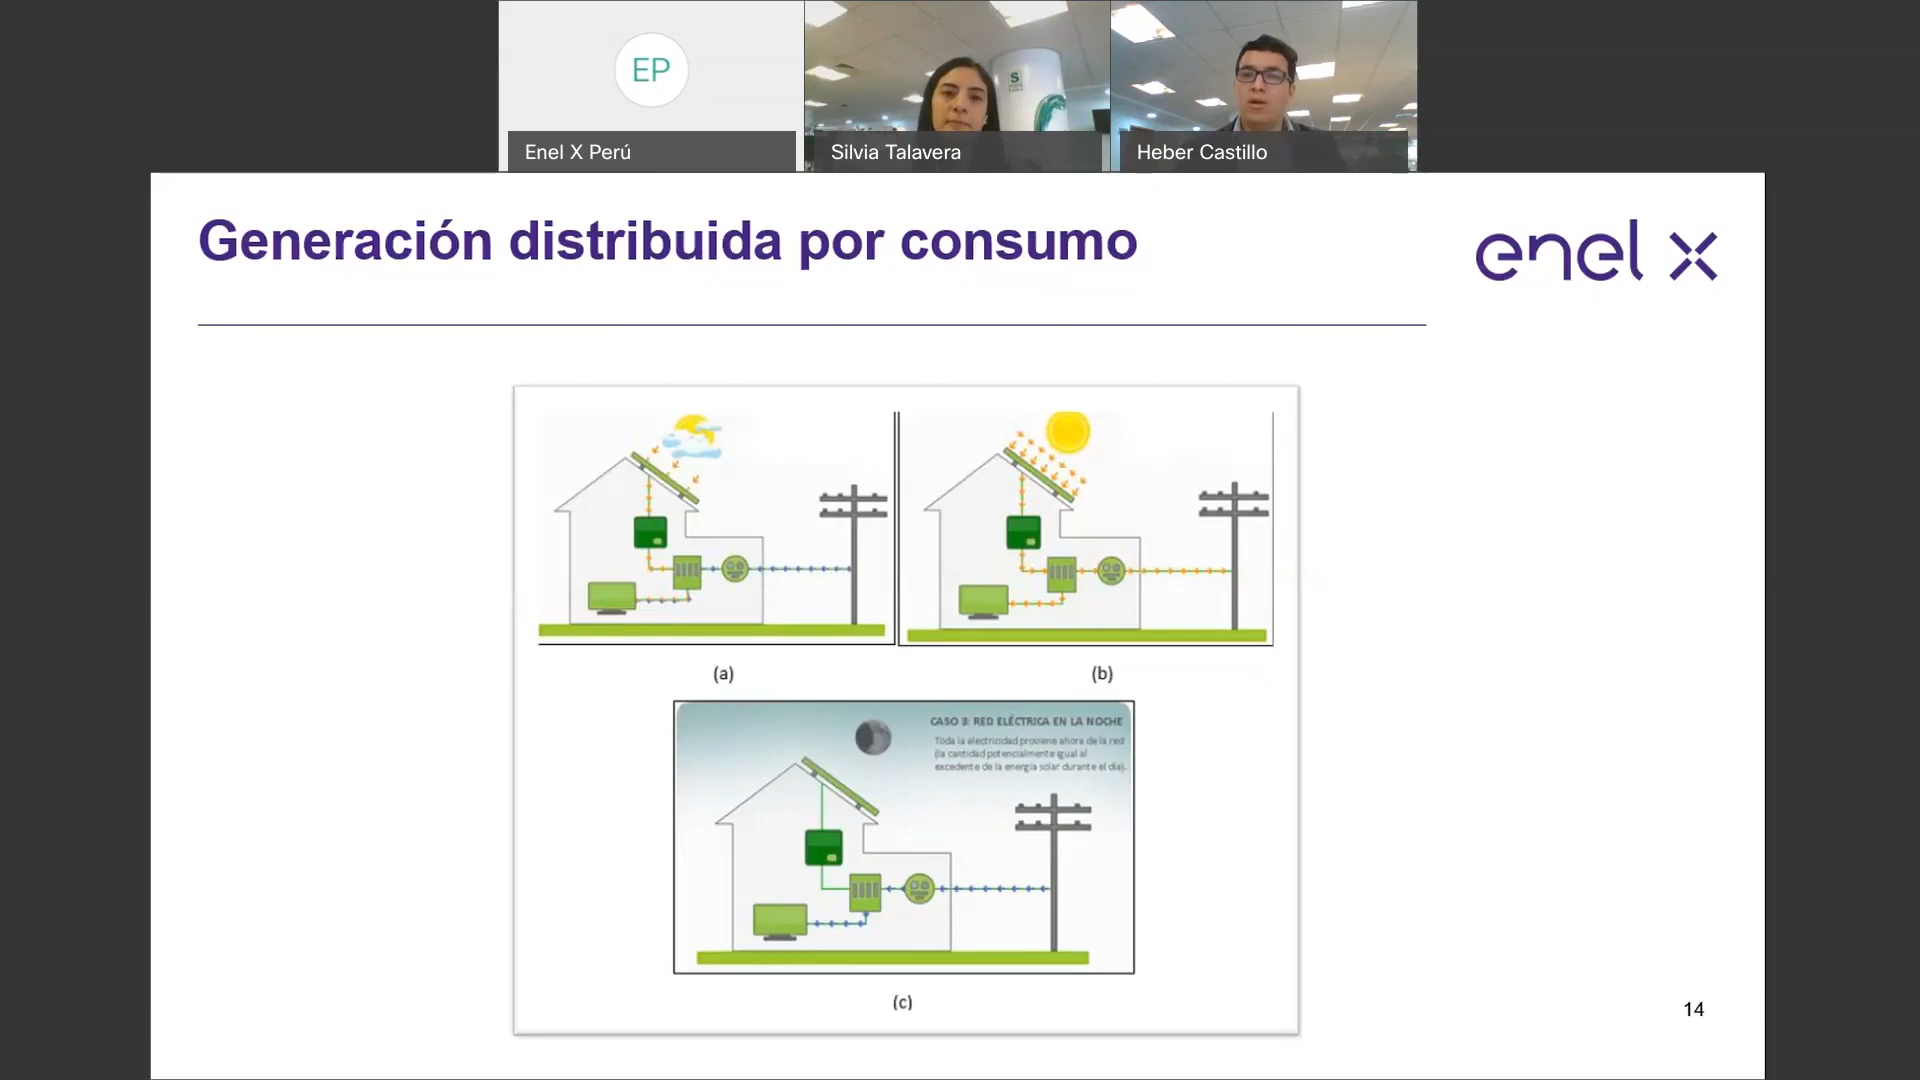 EP
Enel X Perú
Silvia Talavera
Heber Castillo
Generación distribuida por consumo
enel x
(a)
(b)
CASO 3: RED ELÉCTRICA EN LA NOCHE
Toda la electricidad proviene ahora de la red
(la cantidad potencialmente igual al
excedente de la energía solar durante el día).
(c)
14